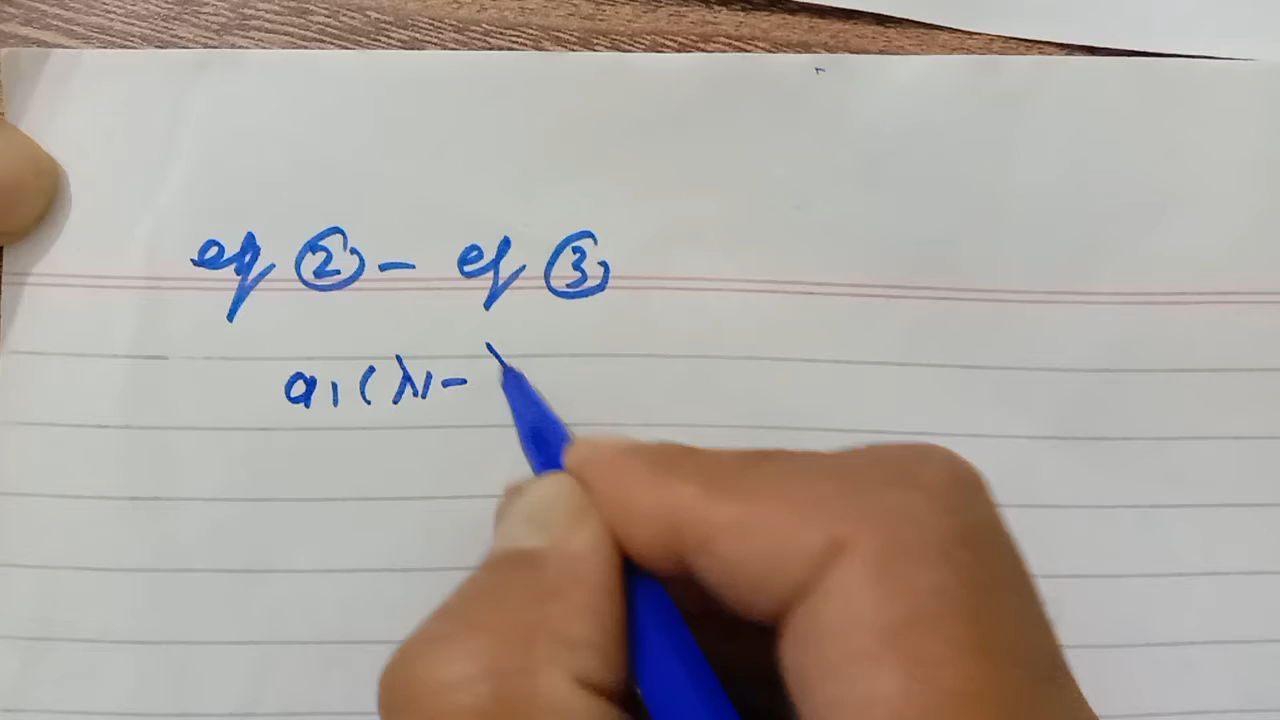 eq ② - eq ③
a₁ ( λ₁ -